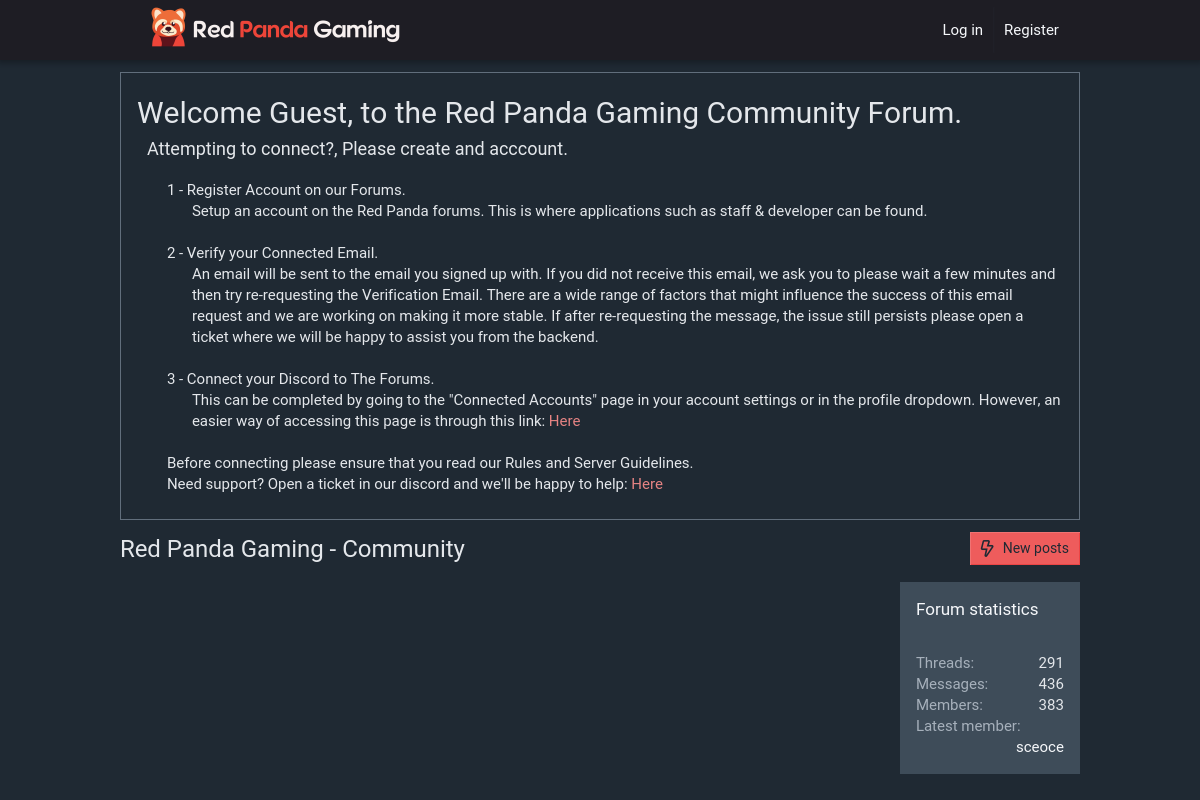 Red Panda Gaming
Log in
Register
Welcome Guest, to the Red Panda Gaming Community Forum.
Attempting to connect?, Please create and acccount.
1 - Register Account on our Forums.
Setup an account on the Red Panda forums. This is where applications such as staff & developer can be found.
2 - Verify your Connected Email.
An email will be sent to the email you signed up with. If you did not receive this email, we ask you to please wait a few minutes and
then try re-requesting the Verification Email. There are a wide range of factors that might influence the success of this email
request and we are working on making it more stable. If after re-requesting the message, the issue still persists please open a
ticket where we will be happy to assist you from the backend.
3 - Connect your Discord to The Forums.
This can be completed by going to the "Connected Accounts" page in your account settings or in the profile dropdown. However, an
easier way of accessing this page is through this link: Here
Before connecting please ensure that you read our Rules and Server Guidelines.
Need support? Open a ticket in our discord and we'll be happy to help: Here
Red Panda Gaming - Community
New posts
Forum statistics
Threads: 291
Messages: 436
Members: 383
Latest member:
sceoce